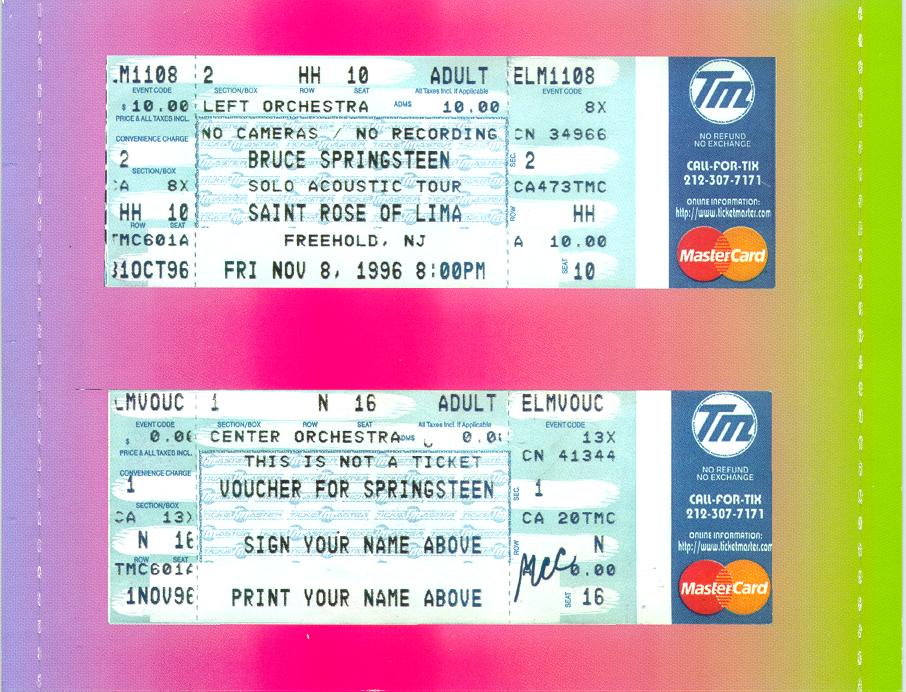 ELM1108 2 HH 10 ADULT ELM1108
EVENT CODE SECTION/BOX ROW SEAT All Taxes Incl. if Applicable EVENT CODE
$ 10.00 LEFT ORCHESTRA ADMS 10.00 8X
PRICE & ALL TAXES INCL.
NO CAMERAS / NO RECORDING CN 34966
CONVENIENCE CHARGE
2 BRUCE SPRINGSTEEN SEC. 2
SECTION/BOX
CA 8X SOLO ACOUSTIC TOUR CA473TMC
HH 10 SAINT ROSE OF LIMA ROW HH
ROW SEAT
TMC601A FREEHOLD, NJ A 10.00
31OCT96 FRI NOV 8, 1996 8:00PM SEAT 10
Tm
NO REFUND
NO EXCHANGE
CALL-FOR-TIX
212-307-7171
ONLINE INFORMATION:
http://www.ticketmaster.com
MasterCard
ELMVOUC 1 N 16 ADULT ELMVOUC
EVENT CODE SECTION/BOX ROW SEAT All Taxes Incl. if Applicable EVENT CODE
$ 0.00 CENTER ORCHESTRA ADMS 0.00 13X
PRICE & ALL TAXES INCL.
THIS IS NOT A TICKET CN 41344
CONVENIENCE CHARGE
1 VOUCHER FOR SPRINGSTEEN SEC. 1
SECTION/BOX
CA 13X CA 20TMC
N 16 SIGN YOUR NAME ABOVE ROW N
ROW SEAT
TMC601A 0.00
1NOV96 PRINT YOUR NAME ABOVE SEAT 16
Tm
NO REFUND
NO EXCHANGE
CALL-FOR-TIX
212-307-7171
ONLINE INFORMATION:
http://www.ticketmaster.com
MasterCard